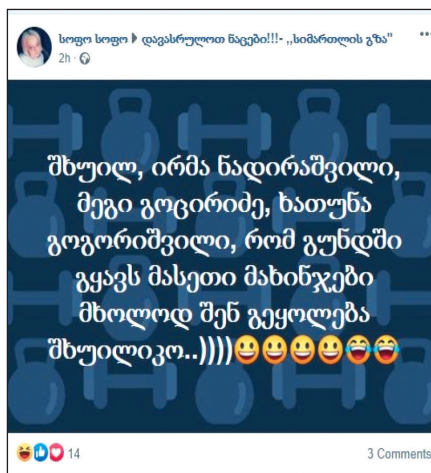 სოფო სოფო ▶ დავასრულოთ ნაცები!!!- ,,სიმართლის გზა"
2h ·
შხუილ, ირმა ნადირაშვილი,
მეგი გოცირიძე, ხათუნა
გოგორიშვილი, რომ გუნდში
გყავს მასეთი მახინჯები
მხოლოდ შენ გეყოლება
შხუილიკო..))))😃😃😃😃😂😂
14
3 Comments